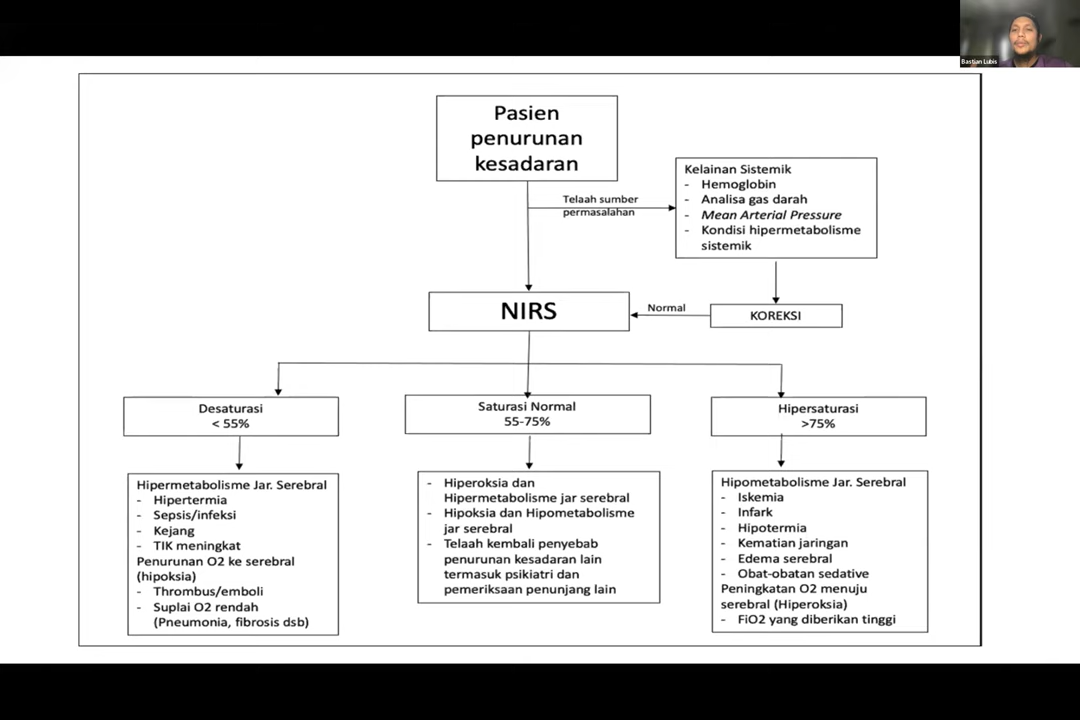 Bastian Lubis
Pasien
penurunan
kesadaran
Telaah sumber
permasalahan
Kelainan Sistemik
- Hemoglobin
- Analisa gas darah
- Mean Arterial Pressure
- Kondisi hipermetabolisme
sistemik
NIRS
Normal
KOREKSI
Desaturasi
< 55%
Saturasi Normal
55-75%
Hipersaturasi
>75%
Hipermetabolisme Jar. Serebral
- Hipertermia
- Sepsis/infeksi
- Kejang
- TIK meningkat
Penurunan O2 ke serebral
(hipoksia)
- Thrombus/emboli
- Suplai O2 rendah
(Pneumonia, fibrosis dsb)
- Hiperoksia dan
Hipermetabolisme jar serebral
- Hipoksia dan Hipometabolisme
jar serebral
- Telaah kembali penyebab
penurunan kesadaran lain
termasuk psikiatri dan
pemeriksaan penunjang lain
Hipometabolisme Jar. Serebral
- Iskemia
- Infark
- Hipotermia
- Kematian jaringan
- Edema serebral
- Obat-obatan sedative
Peningkatan O2 menuju
serebral (Hiperoksia)
- FiO2 yang diberikan tinggi